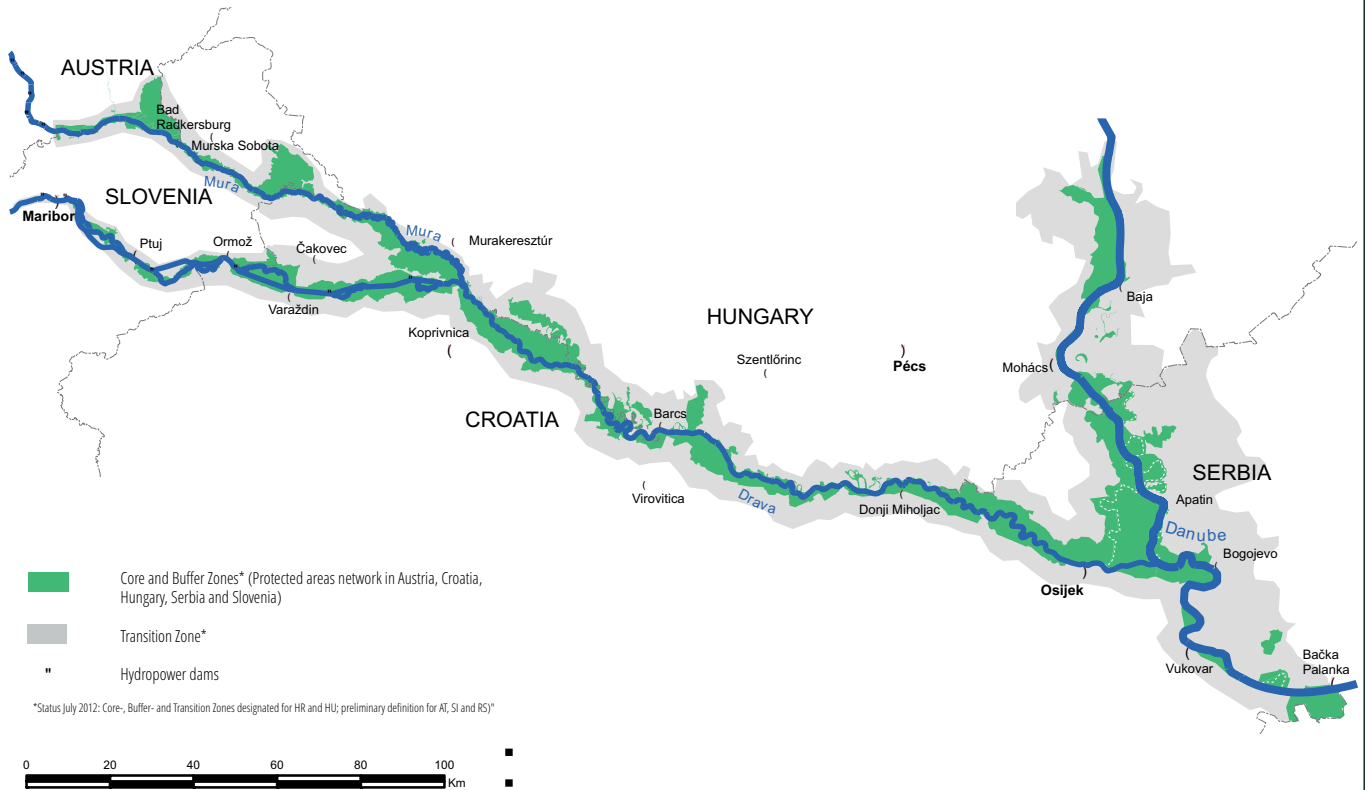 AUSTRIA
Bad
Radkersburg
Murska Sobota
Mura
SLOVENIA
Maribor
Ptuj
Ormož
Čakovec
Mura
Murakeresztúr
Varaždin
Koprivnica
HUNGARY
Szentlőrinc
Pécs
Baja
Mohács
CROATIA
Barcs
Virovitica
Drava
Donji Miholjac
SERBIA
Apatin
Danube
Bogojevo
Osijek
Vukovar
Bačka
Palanka
Core and Buffer Zones* (Protected areas network in Austria, Croatia,
Hungary, Serbia and Slovenia)
Transition Zone*
" Hydropower dams
*Status July 2012: Core-, Buffer- and Transition Zones designated for HR and HU; preliminary definition for AT, SI and RS)"
0 20 40 60 80 100
Km